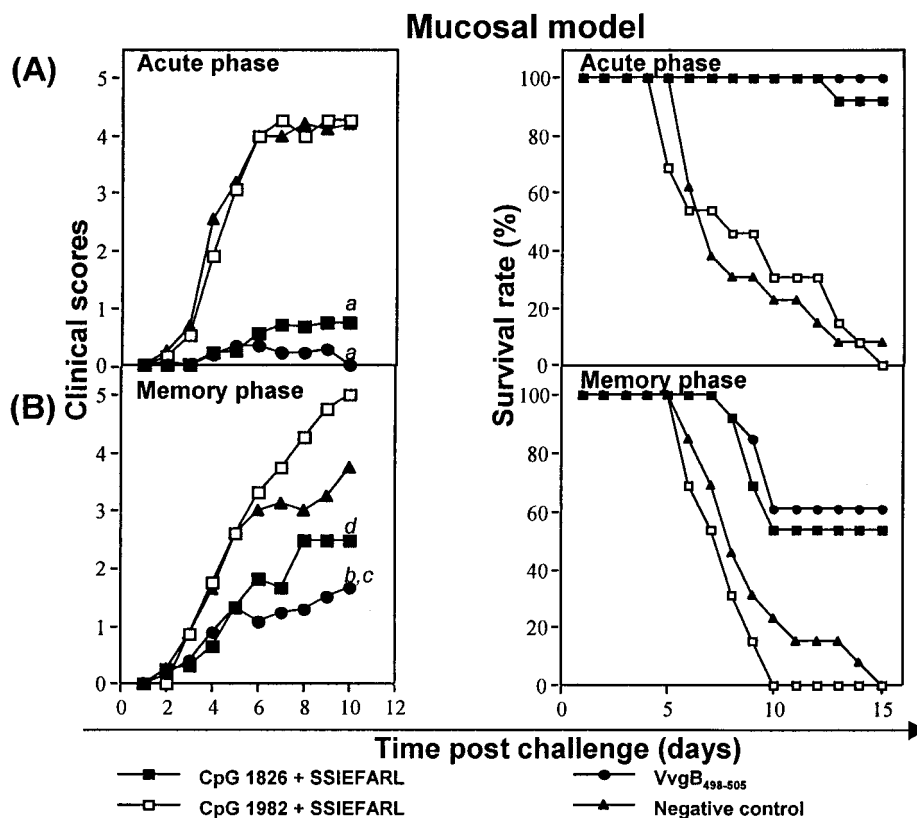 Mucosal model
(A)
Acute phase
Clinical scores
5
4
3
2
1
0
a
a
Acute phase
Survival rate (%)
100
80
60
40
20
0
(B)
Memory phase
5
4
3
2
1
0
d
b,c
0 2 4 6 8 10 12
Memory phase
100
80
60
40
20
0
0 5 10 15
Time post challenge (days)
CpG 1826 + SSIEFARL
CpG 1982 + SSIEFARL
VvgB498-505
Negative control